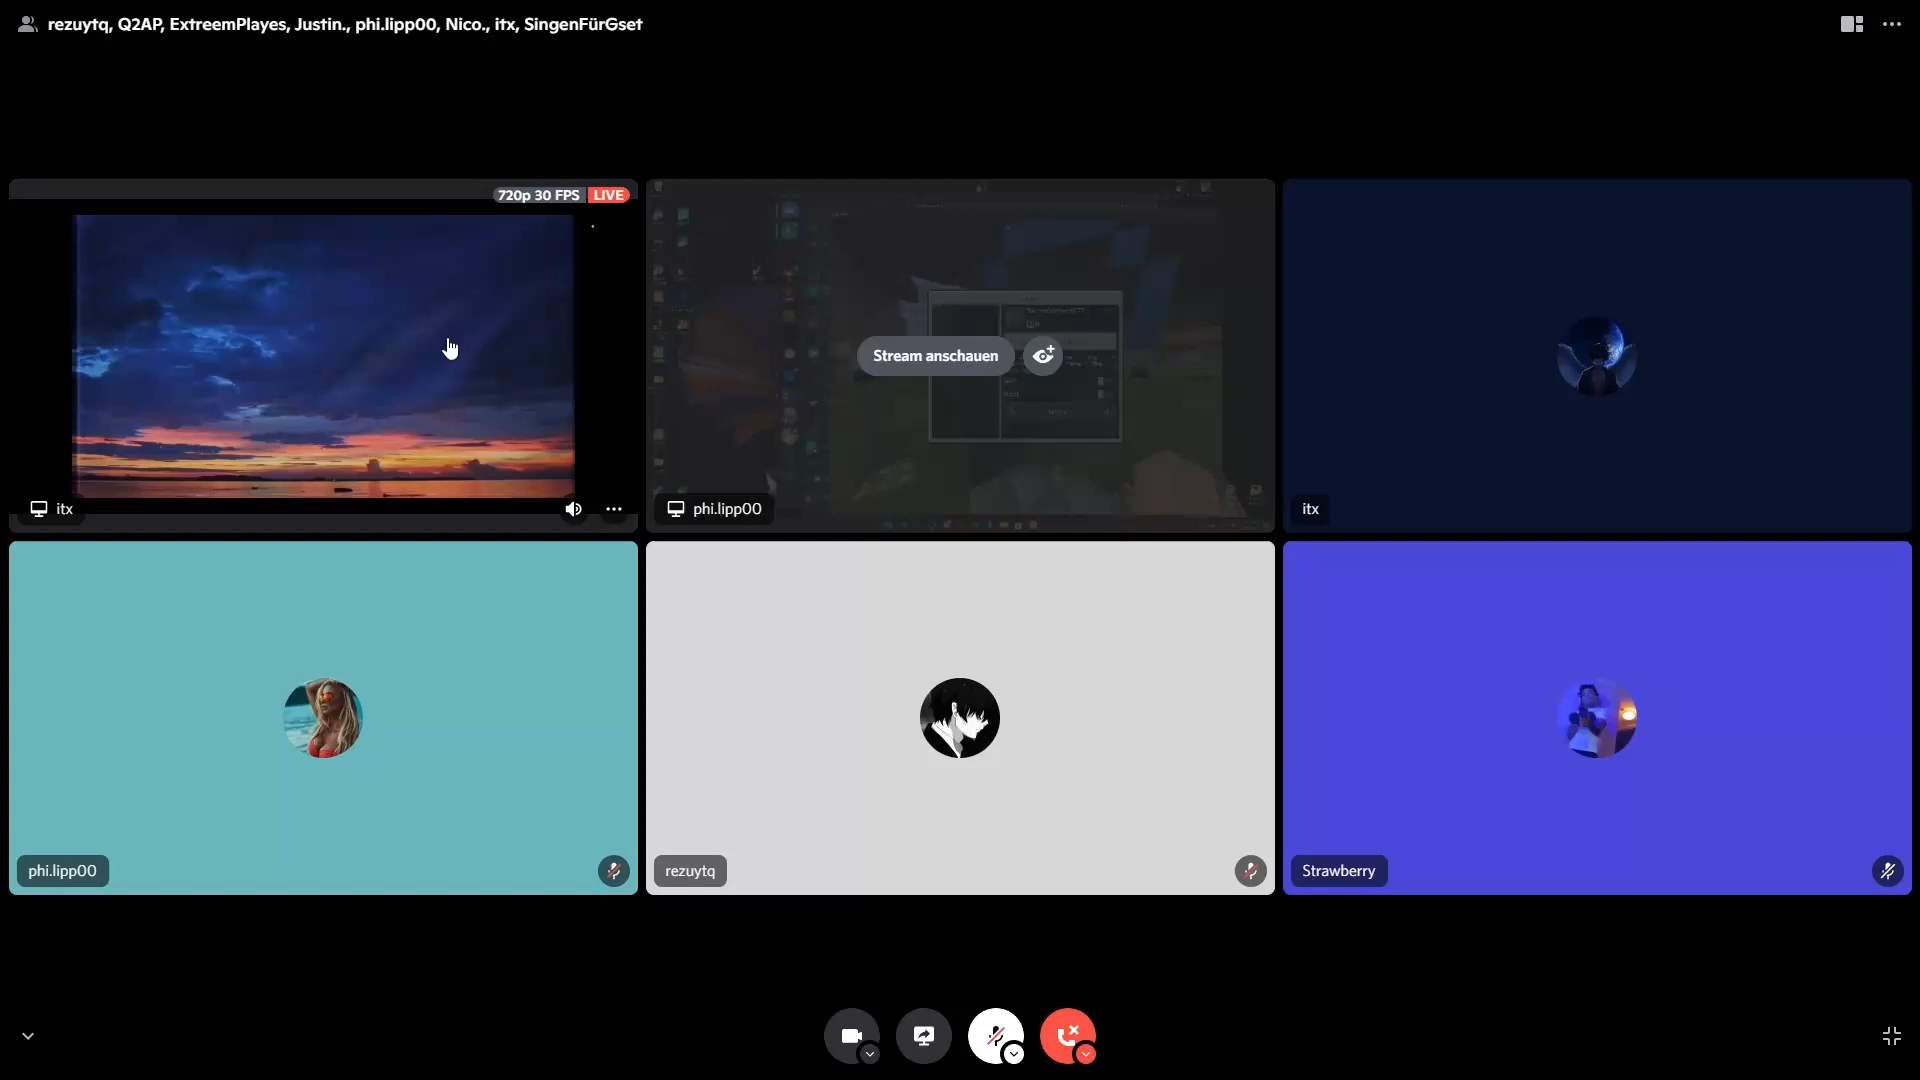 rezuytq, Q2AP, ExtreemPlayes, Justin., phi.lipp00, Nico., itx, SingenFürGset
720p 30 FPS LIVE
itx
Stream anschauen
phi.lipp00
itx
phi.lipp00
rezuytq
Strawberry